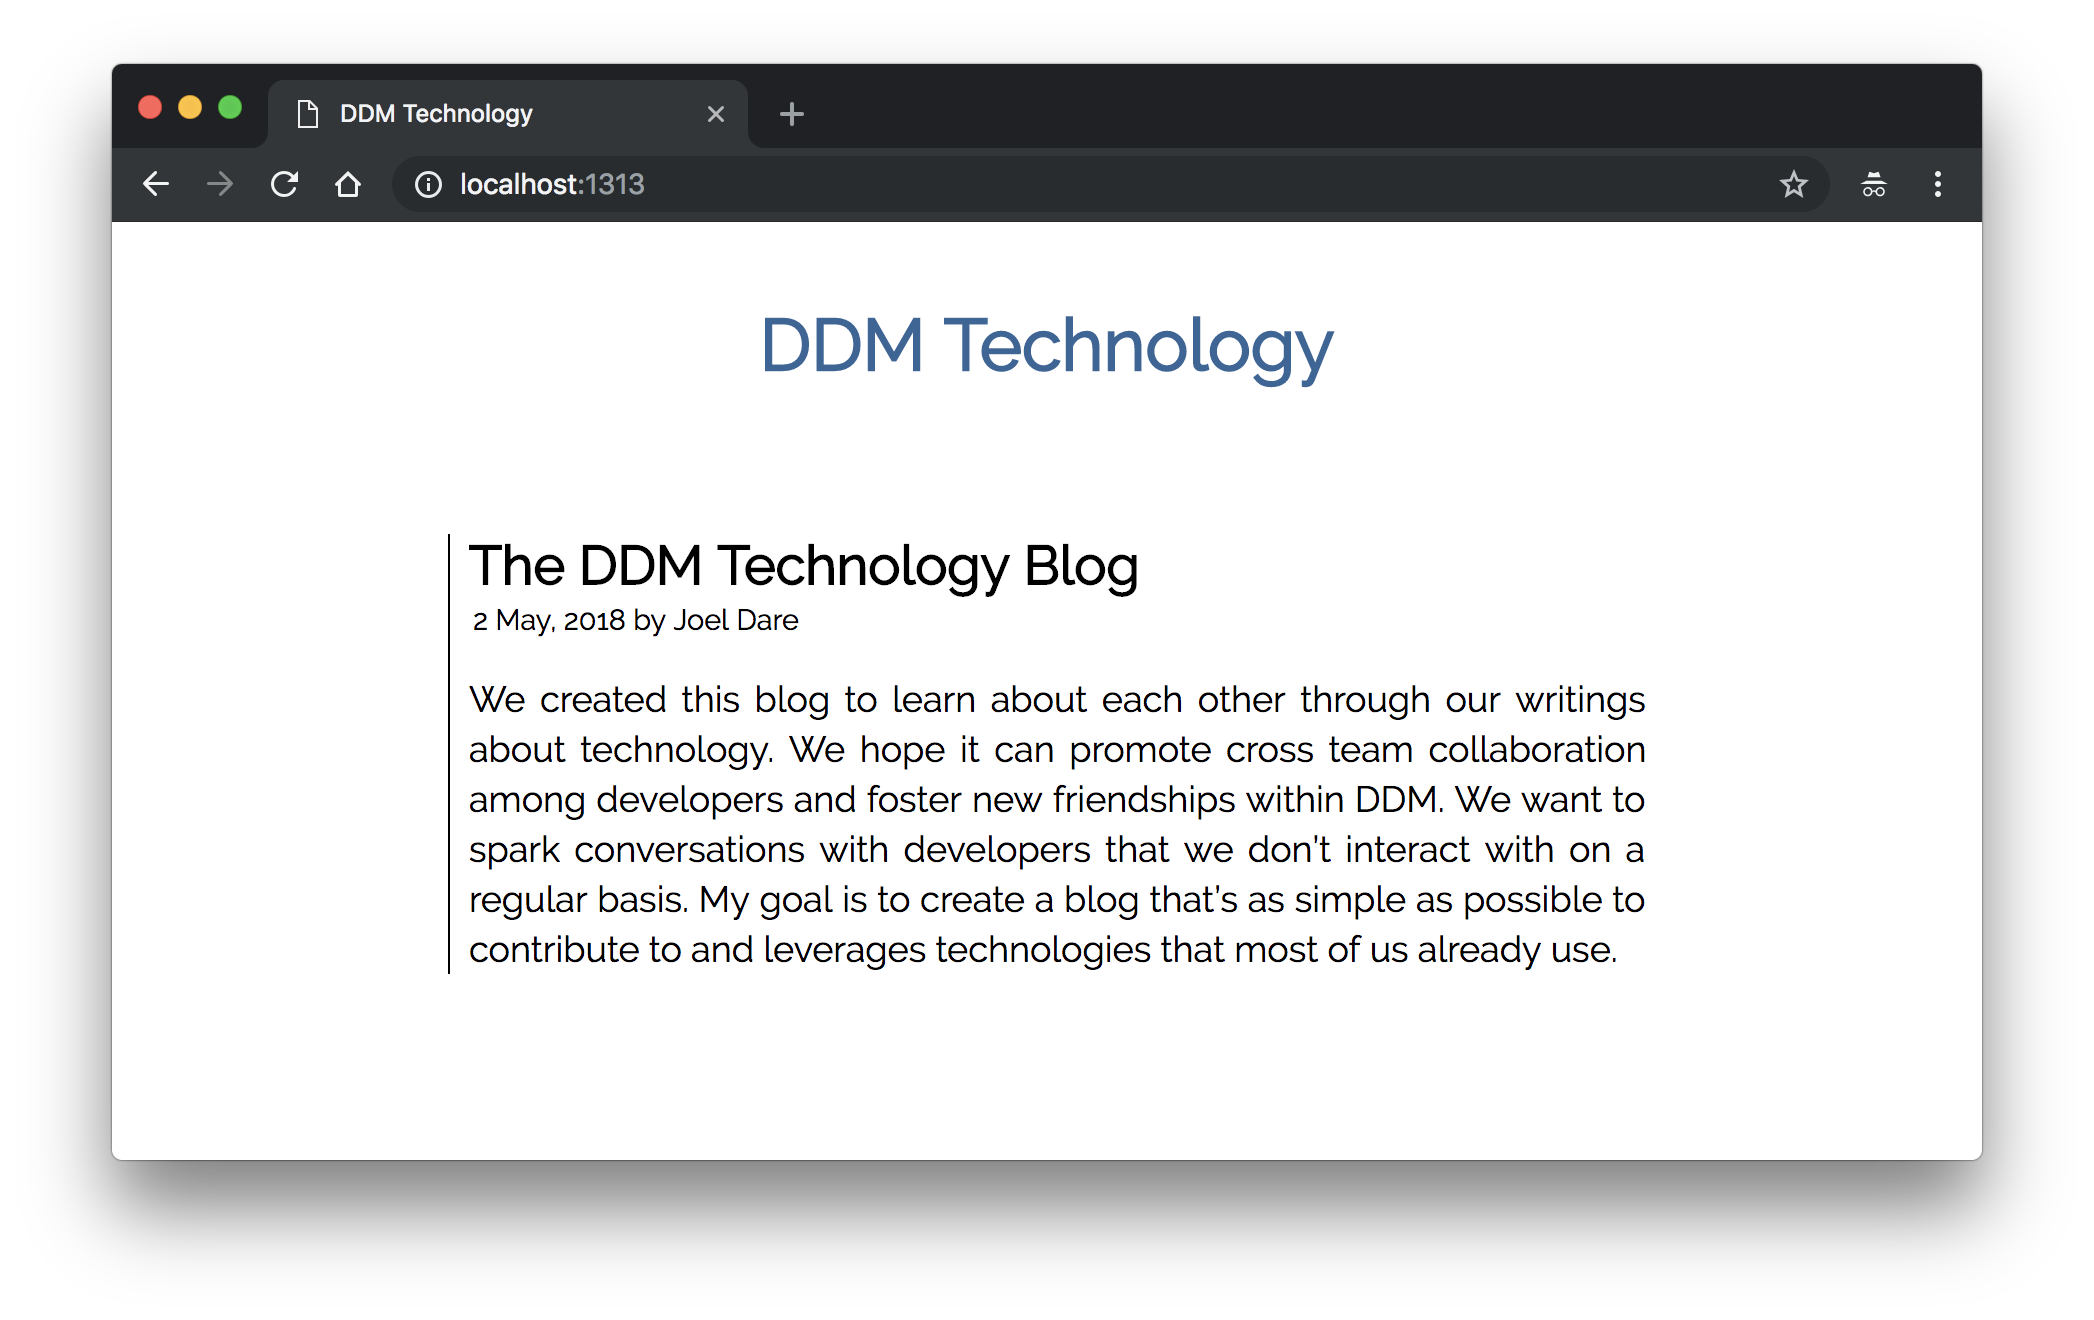 DDM Technology
localhost:1313
DDM Technology
The DDM Technology Blog
2 May, 2018 by Joel Dare
We created this blog to learn about each other through our writings
about technology. We hope it can promote cross team collaboration
among developers and foster new friendships within DDM. We want to
spark conversations with developers that we don’t interact with on a
regular basis. My goal is to create a blog that’s as simple as possible to
contribute to and leverages technologies that most of us already use.